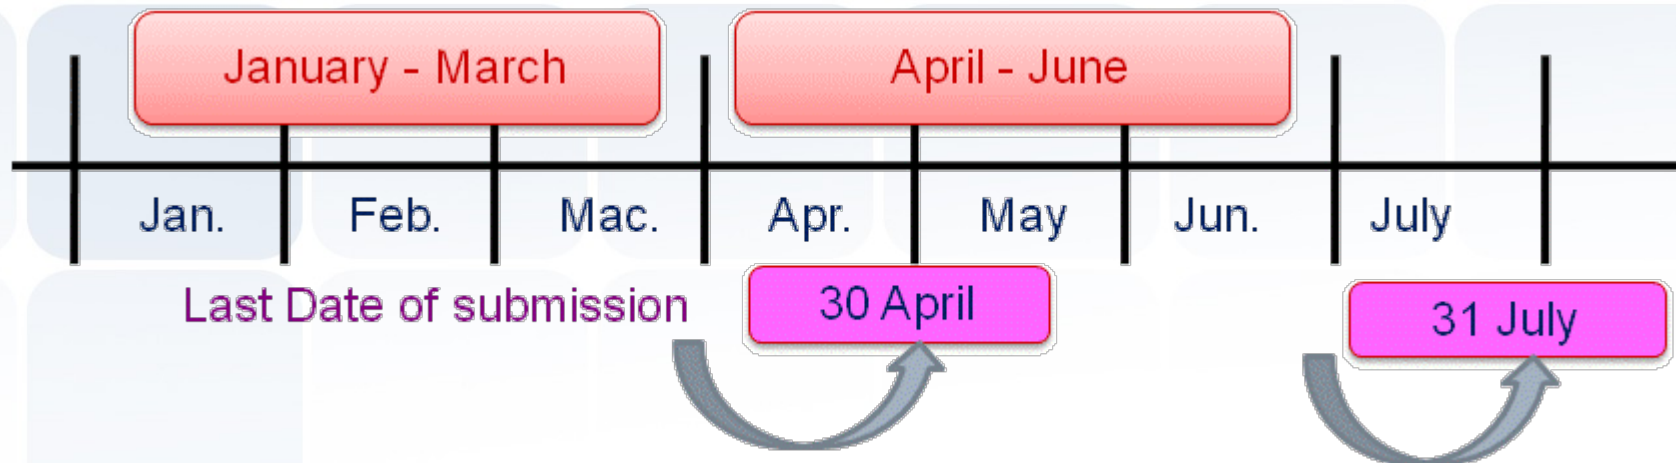 January - March April - June
Jan. Feb. Mac. Apr. May Jun. July
Last Date of submission 30 April 31 July